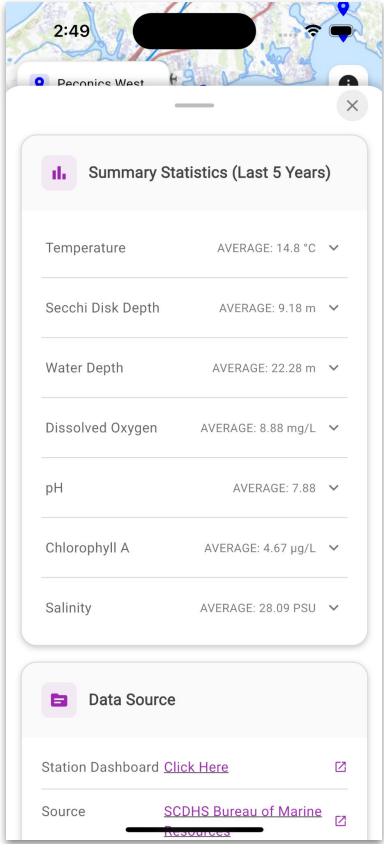 2:49
Peconics West
Summary Statistics (Last 5 Years)
Temperature AVERAGE: 14.8 °C
Secchi Disk Depth AVERAGE: 9.18 m
Water Depth AVERAGE: 22.28 m
Dissolved Oxygen AVERAGE: 8.88 mg/L
pH AVERAGE: 7.88
Chlorophyll A AVERAGE: 4.67 µg/L
Salinity AVERAGE: 28.09 PSU
Data Source
Station Dashboard Click Here
Source SCDHS Bureau of Marine
Resources